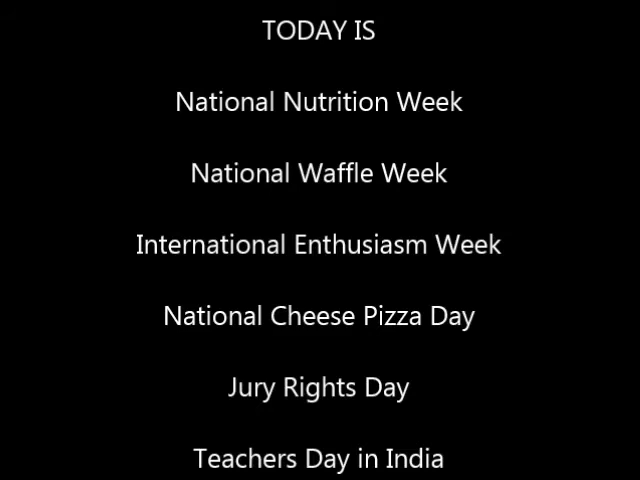 TODAY IS
National Nutrition Week
National Waffle Week
International Enthusiasm Week
National Cheese Pizza Day
Jury Rights Day
Teachers Day in India